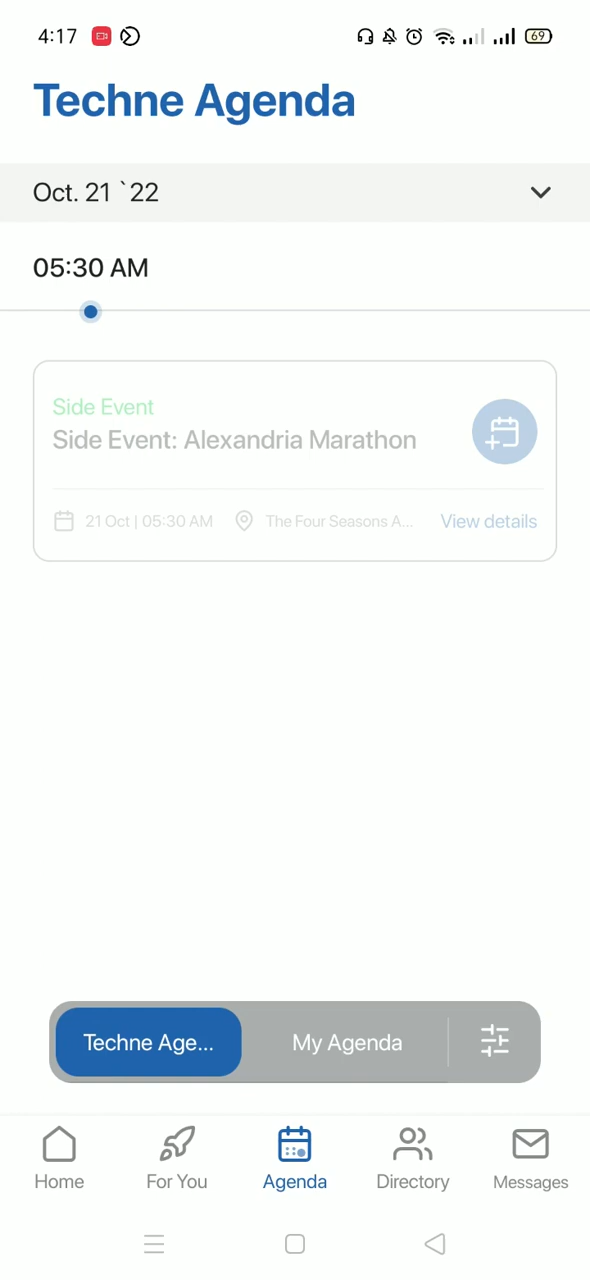 4:17
69
Techne Agenda
Oct. 21 `22
05:30 AM
Side Event
Side Event: Alexandria Marathon
21 Oct | 05:30 AM The Four Seasons A... View details
Techne Age... My Agenda
Home For You Agenda Directory Messages